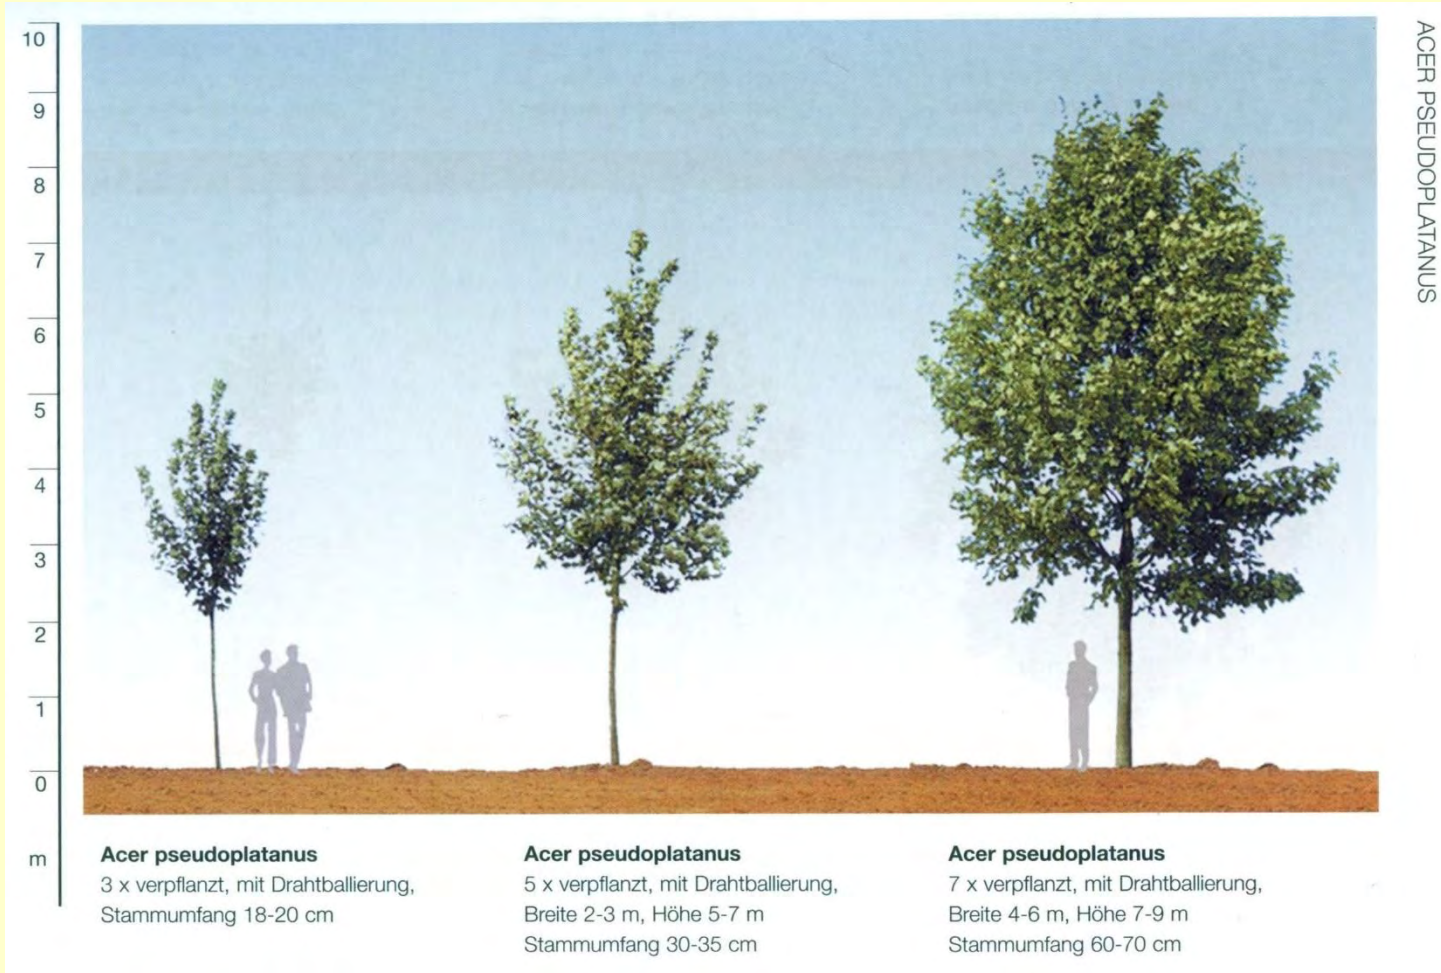 10
9
8
7
6
5
4
3
2
1
0
m
ACER PSEUDOPLATANUS
Acer pseudoplatanus
3 x verpflanzt, mit Drahtballierung,
Stammumfang 18-20 cm
Acer pseudoplatanus
5 x verpflanzt, mit Drahtballierung,
Breite 2-3 m, Höhe 5-7 m
Stammumfang 30-35 cm
Acer pseudoplatanus
7 x verpflanzt, mit Drahtballierung,
Breite 4-6 m, Höhe 7-9 m
Stammumfang 60-70 cm